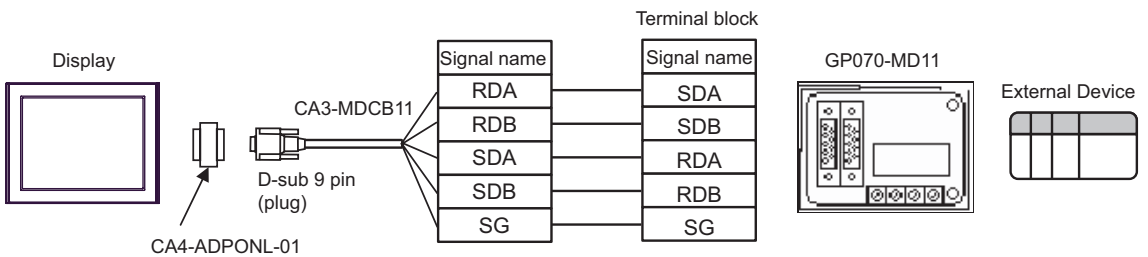 Terminal block
Display
Signal name
Signal name
GP070-MD11
External Device
CA3-MDCB11
RDA
SDA
RDB
SDB
SDA
RDA
D-sub 9 pin
(plug)
SDB
RDB
SG
SG
CA4-ADPONL-01